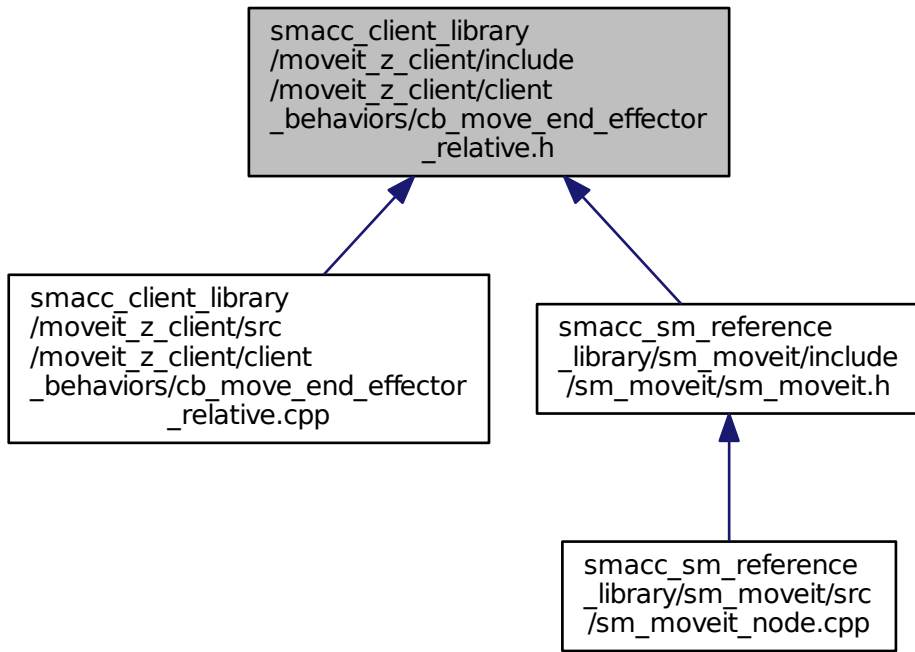 smacc_client_library
/moveit_z_client/include
/moveit_z_client/client
_behaviors/cb_move_end_effector
_relative.h
smacc_client_library
/moveit_z_client/src
/moveit_z_client/client
_behaviors/cb_move_end_effector
_relative.cpp
smacc_sm_reference
_library/sm_moveit/include
/sm_moveit/sm_moveit.h
smacc_sm_reference
_library/sm_moveit/src
/sm_moveit_node.cpp